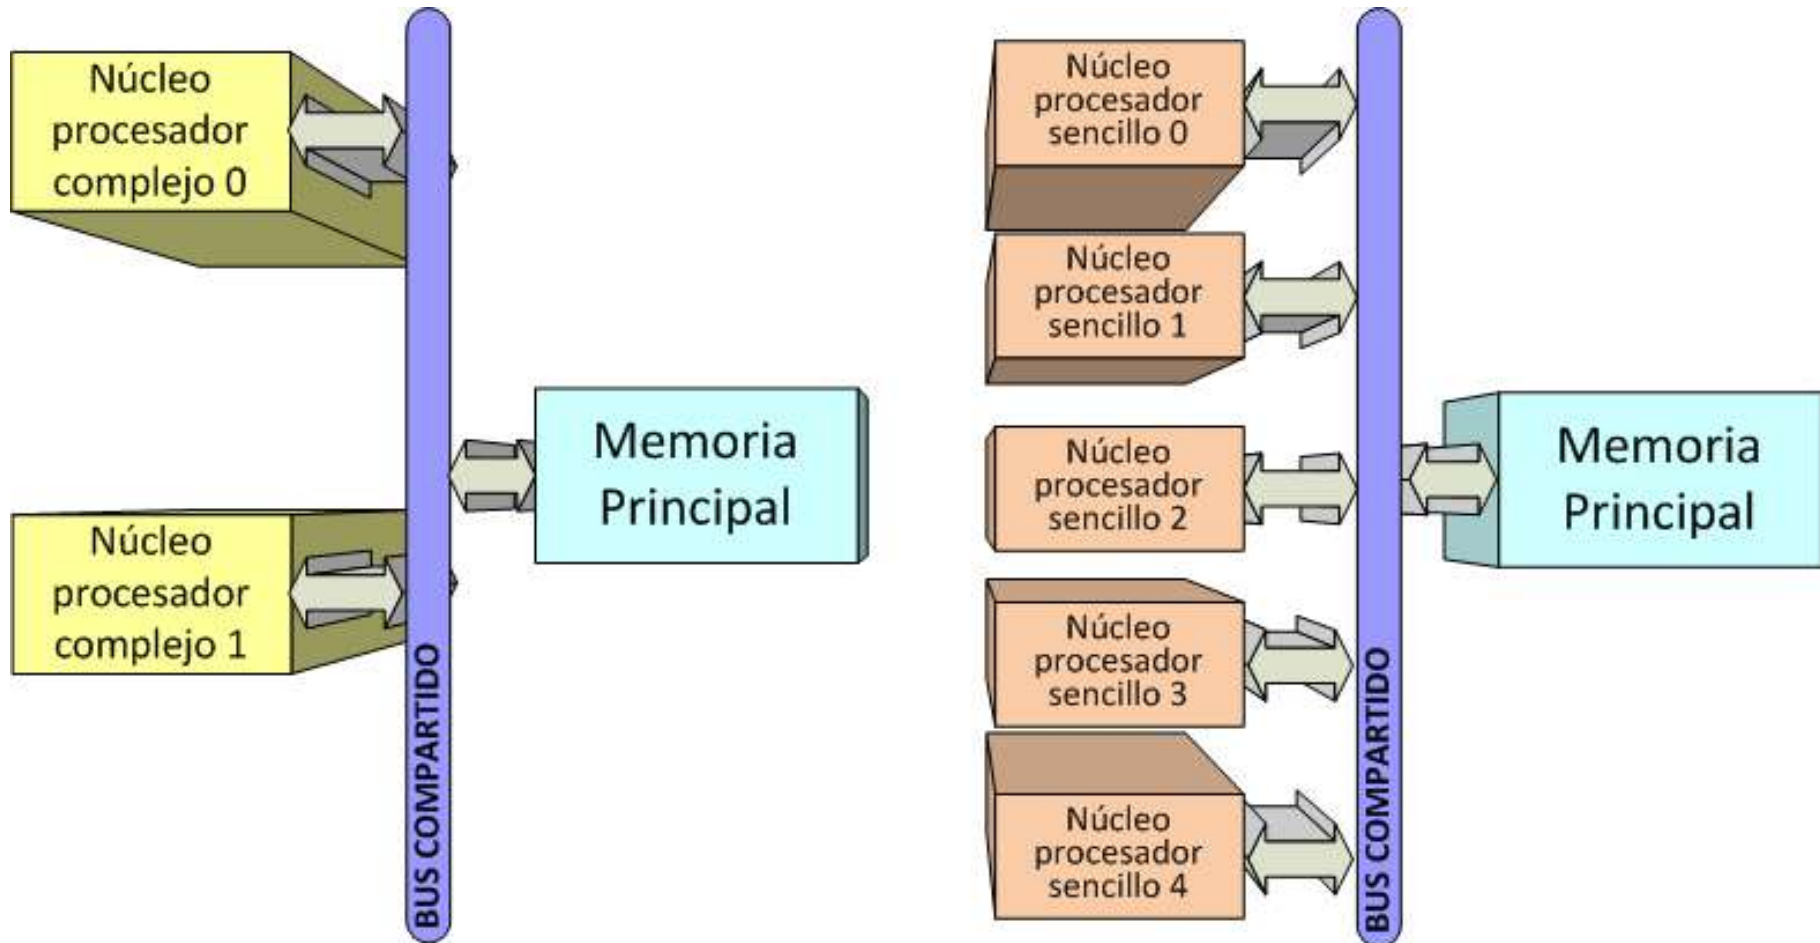 Núcleo
procesador
complejo 0
Núcleo
procesador
complejo 1
BUS COMPARTIDO
Memoria
Principal
Núcleo
procesador
sencillo 0
Núcleo
procesador
sencillo 1
Núcleo
procesador
sencillo 2
Núcleo
procesador
sencillo 3
Núcleo
procesador
sencillo 4
BUS COMPARTIDO
Memoria
Principal